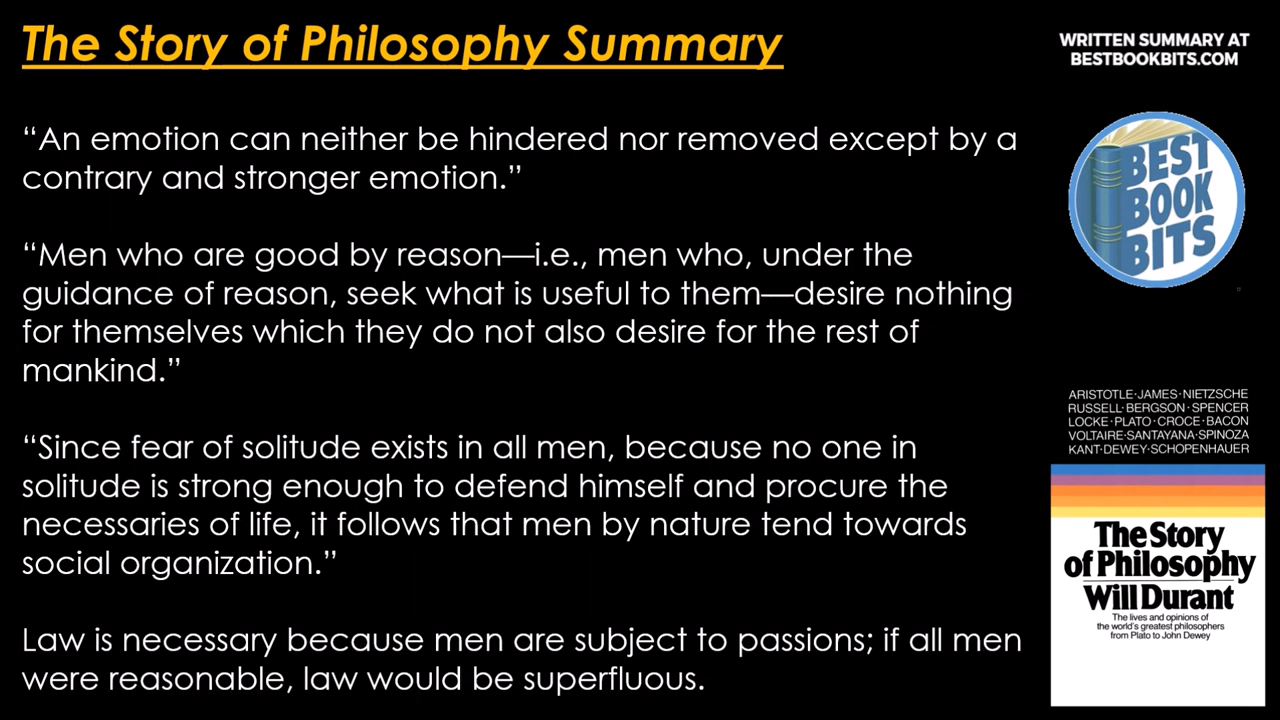 The Story of Philosophy Summary
WRITTEN SUMMARY AT
BESTBOOKBITS.COM
“An emotion can neither be hindered nor removed except by a
contrary and stronger emotion.”
“Men who are good by reason—i.e., men who, under the
guidance of reason, seek what is useful to them—desire nothing
for themselves which they do not also desire for the rest of
mankind.”
“Since fear of solitude exists in all men, because no one in
solitude is strong enough to defend himself and procure the
necessaries of life, it follows that men by nature tend towards
social organization.”
Law is necessary because men are subject to passions; if all men
were reasonable, law would be superfluous.
BEST
BOOK
BITS
ARISTOTLE·JAMES·NIETZSCHE
RUSSELL·BERGSON·SPENCER
LOCKE·PLATO·CROCE·BACON
VOLTAIRE·SANTAYANA·SPINOZA
KANT·DEWEY·SCHOPENHAUER
The Story
of Philosophy
Will Durant
The lives and opinions of
the world's greatest philosophers
from Plato to John Dewey